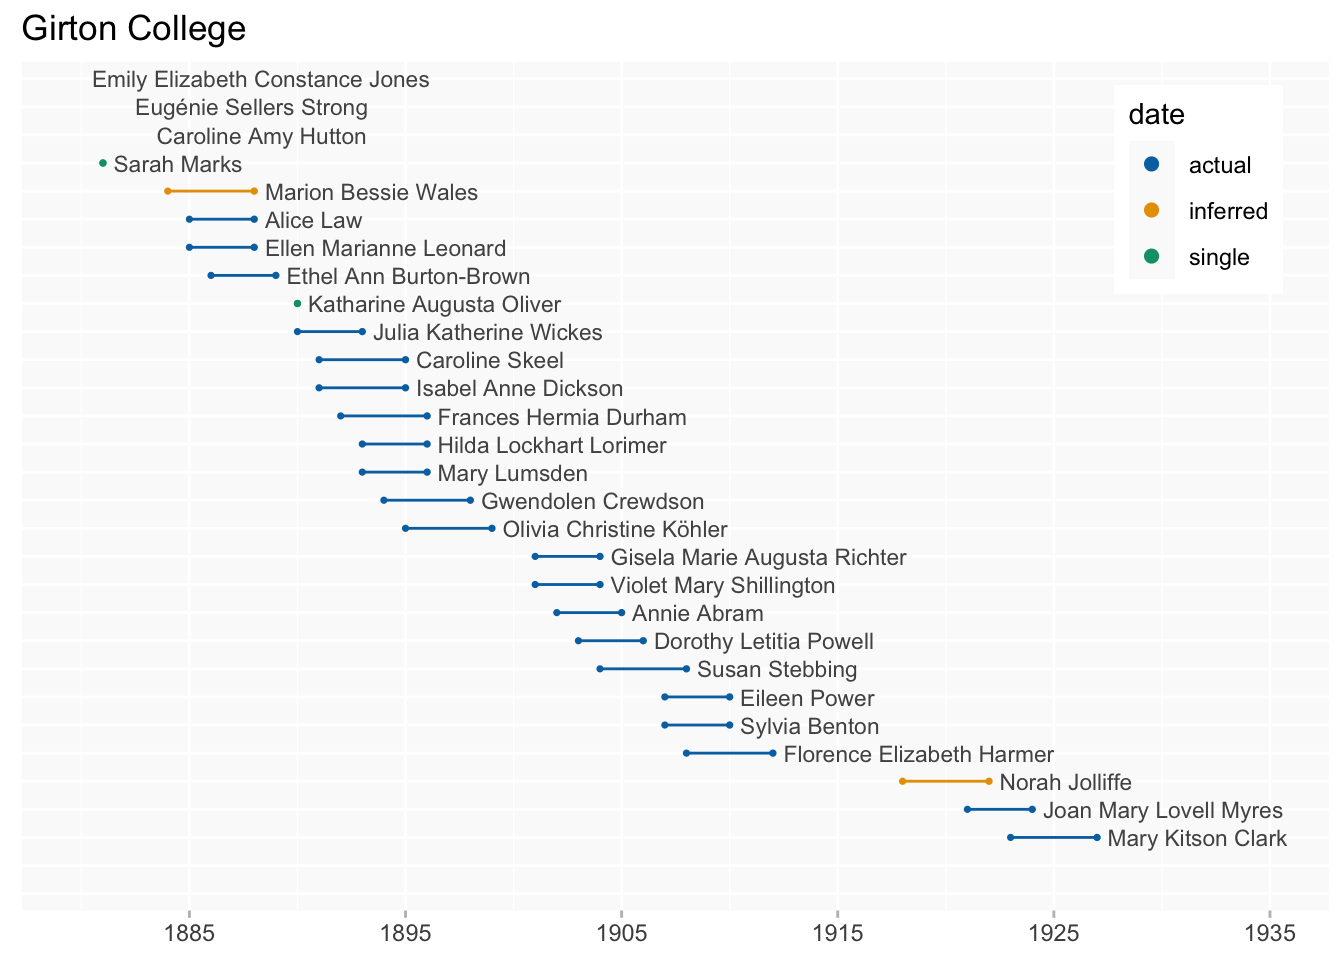 Girton College
Emily Elizabeth Constance Jones
Eugénie Sellers Strong
Caroline Amy Hutton
Sarah Marks
Marion Bessie Wales
Alice Law
Ellen Marianne Leonard
Ethel Ann Burton-Brown
Katharine Augusta Oliver
Julia Katherine Wickes
Caroline Skeel
Isabel Anne Dickson
Frances Hermia Durham
Hilda Lockhart Lorimer
Mary Lumsden
Gwendolen Crewdson
Olivia Christine Köhler
Gisela Marie Augusta Richter
Violet Mary Shillington
Annie Abram
Dorothy Letitia Powell
Susan Stebbing
Eileen Power
Sylvia Benton
Florence Elizabeth Harmer
Norah Jolliffe
Joan Mary Lovell Myres
Mary Kitson Clark
date
actual
inferred
single
1885 1895 1905 1915 1925 1935